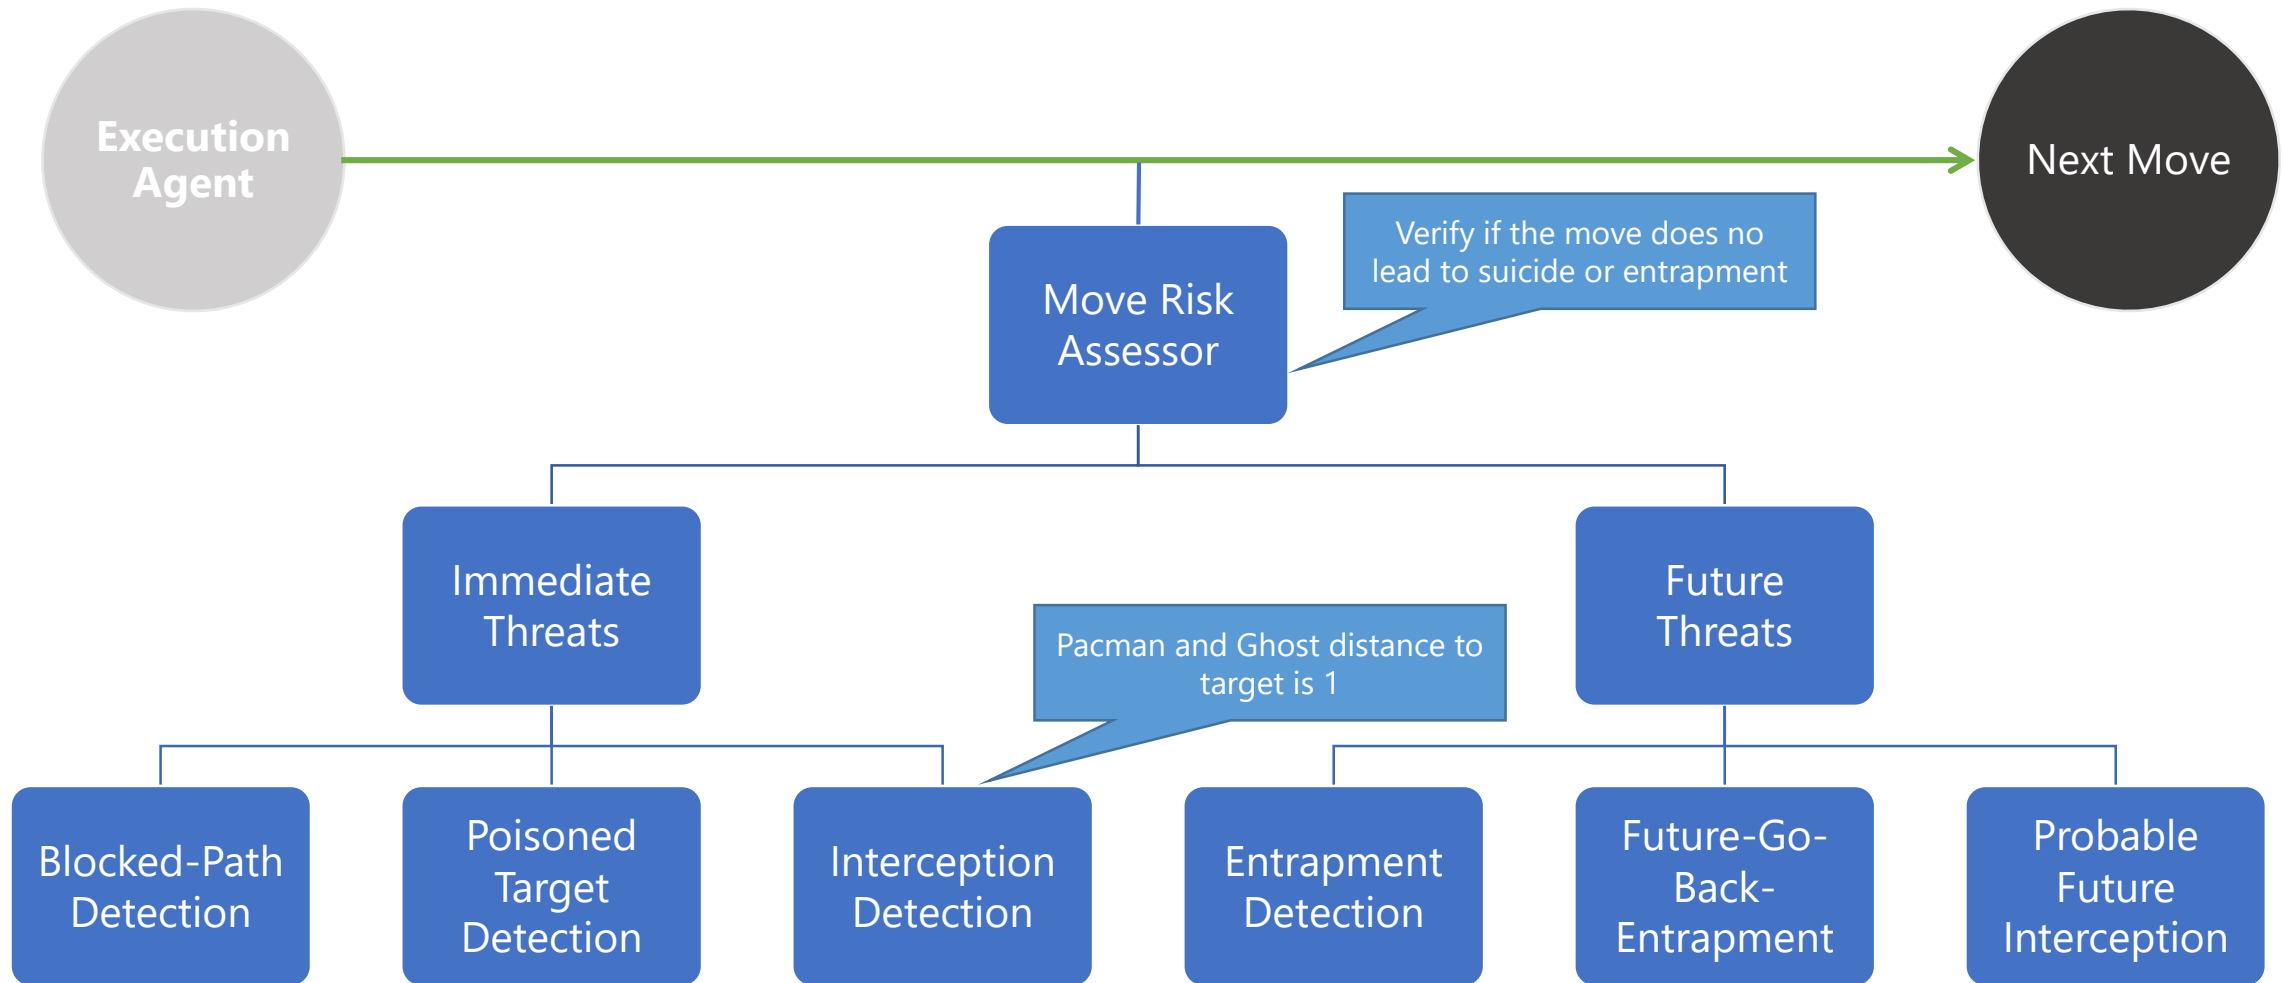 Execution
Agent
Next Move
Verify if the move does no
lead to suicide or entrapment
Move Risk
Assessor
Immediate
Threats
Pacman and Ghost distance to
target is 1
Future
Threats
Blocked-Path
Detection
Poisoned
Target
Detection
Interception
Detection
Entrapment
Detection
Future-Go-
Back-
Entrapment
Probable
Future
Interception